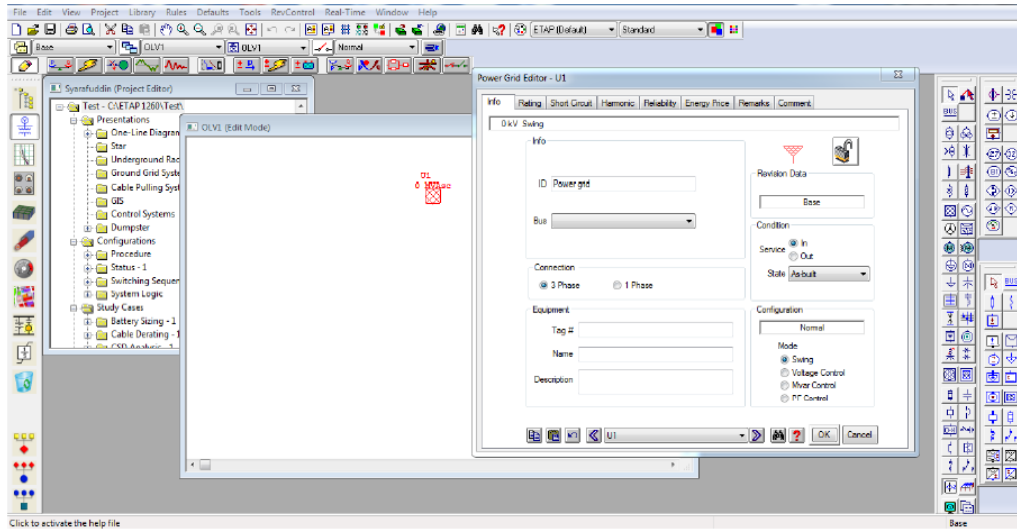 File Edit View Project Library Rules Defaults Tools RevControl Real-Time Window Help
ETAP (Default) Standard
Base OLV1 OLV1 Normal
Syarafuddin (Project Editor)
Test - C:\ETAP 1260\Test\
Presentations
One-Line Diagram
Star
Underground Rac
Ground Grid Syste
Cable Pulling Syst
GIS
Control Systems
Dumpster
Configurations
Procedure
Status - 1
Switching Sequen
System Logic
Study Cases
Battery Sizing - 1
Cable Derating - 1
CSD Analysis - 1
OLV1 (Edit Mode)
U1
0 MVAsc
Power Grid Editor - U1
Info Rating Short Circuit Harmonic Reliability Energy Price Remarks Comment
0 kV Swing
Info
ID Power grid
Bus
Revision Data
Base
Condition
Service In
Out
State As-built
Connection
3 Phase 1 Phase
Equipment
Tag #
Name
Description
Configuration
Normal
Mode
Swing
Voltage Control
Mvar Control
PF Control
U1
OK Cancel
BUS
Click to activate the help file
Base